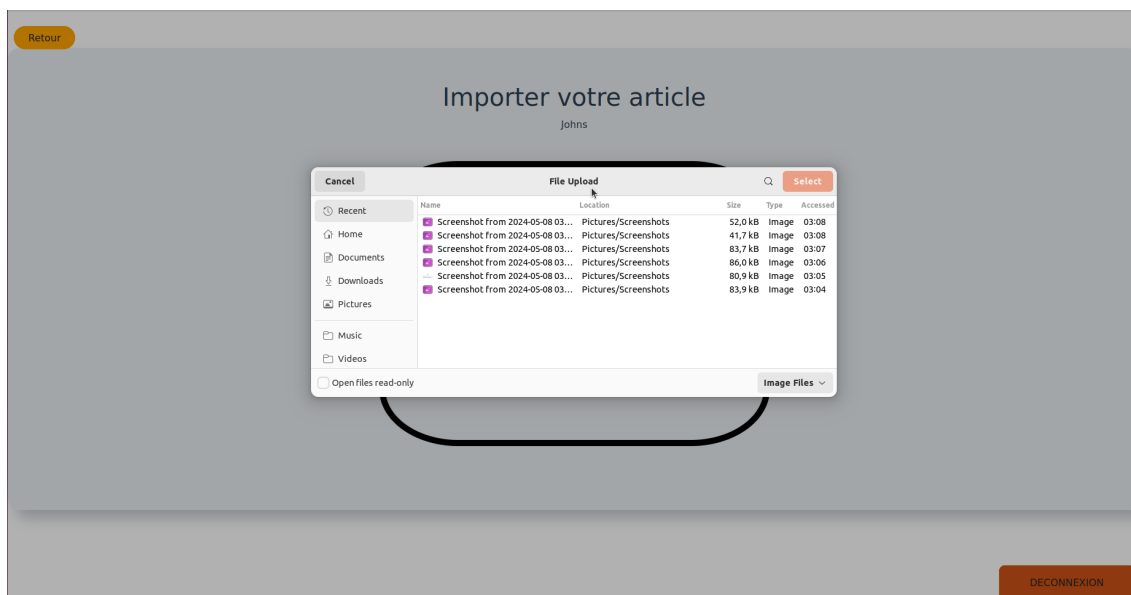 Retour
Importer votre article
Johns
Cancel File Upload Select
Name Location Size Type Accessed
Recent
Home
Documents
Downloads
Pictures
Music
Videos
Screenshot from 2024-05-08 03... Pictures/Screenshots 52,0 kB Image 03:08
Screenshot from 2024-05-08 03... Pictures/Screenshots 41,7 kB Image 03:08
Screenshot from 2024-05-08 03... Pictures/Screenshots 83,7 kB Image 03:07
Screenshot from 2024-05-08 03... Pictures/Screenshots 86,0 kB Image 03:06
Screenshot from 2024-05-08 03... Pictures/Screenshots 80,9 kB Image 03:05
Screenshot from 2024-05-08 03... Pictures/Screenshots 83,9 kB Image 03:04
Open files read-only Image Files
DECONNEXION